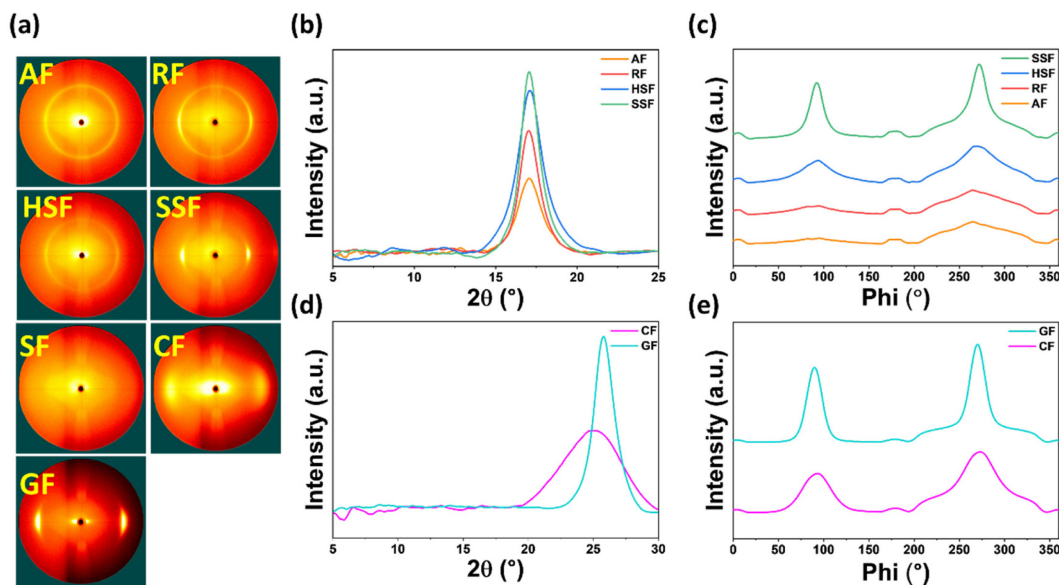 (a)
AF
RF
HSF
SSF
SF
CF
GF
(b)
Intensity (a.u.)
AF
RF
HSF
SSF
5
10
15
20
25
2θ (°)
(c)
Intensity (a.u.)
SSF
HSF
RF
AF
0
50
100
150
200
250
300
350
Phi (°)
(d)
Intensity (a.u.)
CF
GF
5
10
15
20
25
30
2θ (°)
(e)
Intensity (a.u.)
GF
CF
0
50
100
150
200
250
300
350
Phi (°)